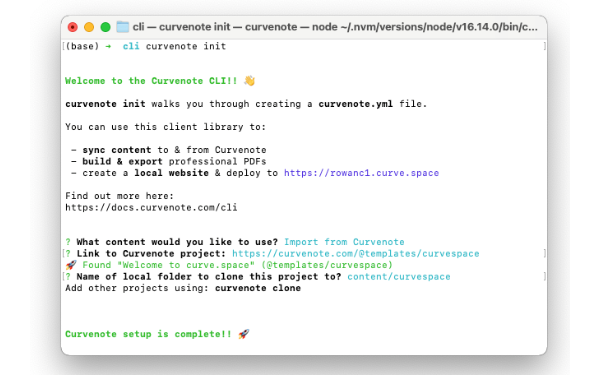 cli — curvenote init — curvenote — node ~/.nvm/versions/node/v16.14.0/bin/c...
(base) → cli curvenote init
Welcome to the Curvenote CLI!! 👋
curvenote init walks you through creating a curvenote.yml file.
You can use this client library to:
- sync content to & from Curvenote
- build & export professional PDFs
- create a local website & deploy to https://rowanc1.curve.space
Find out more here:
https://docs.curvenote.com/cli
? What content would you like to use? Import from Curvenote
? Link to Curvenote project: https://curvenote.com/@templates/curvespace
🚀 Found "Welcome to curve.space" (@templates/curvespace)
? Name of local folder to clone this project to? content/curvespace
Add other projects using: curvenote clone
Curvenote setup is complete!! 🚀